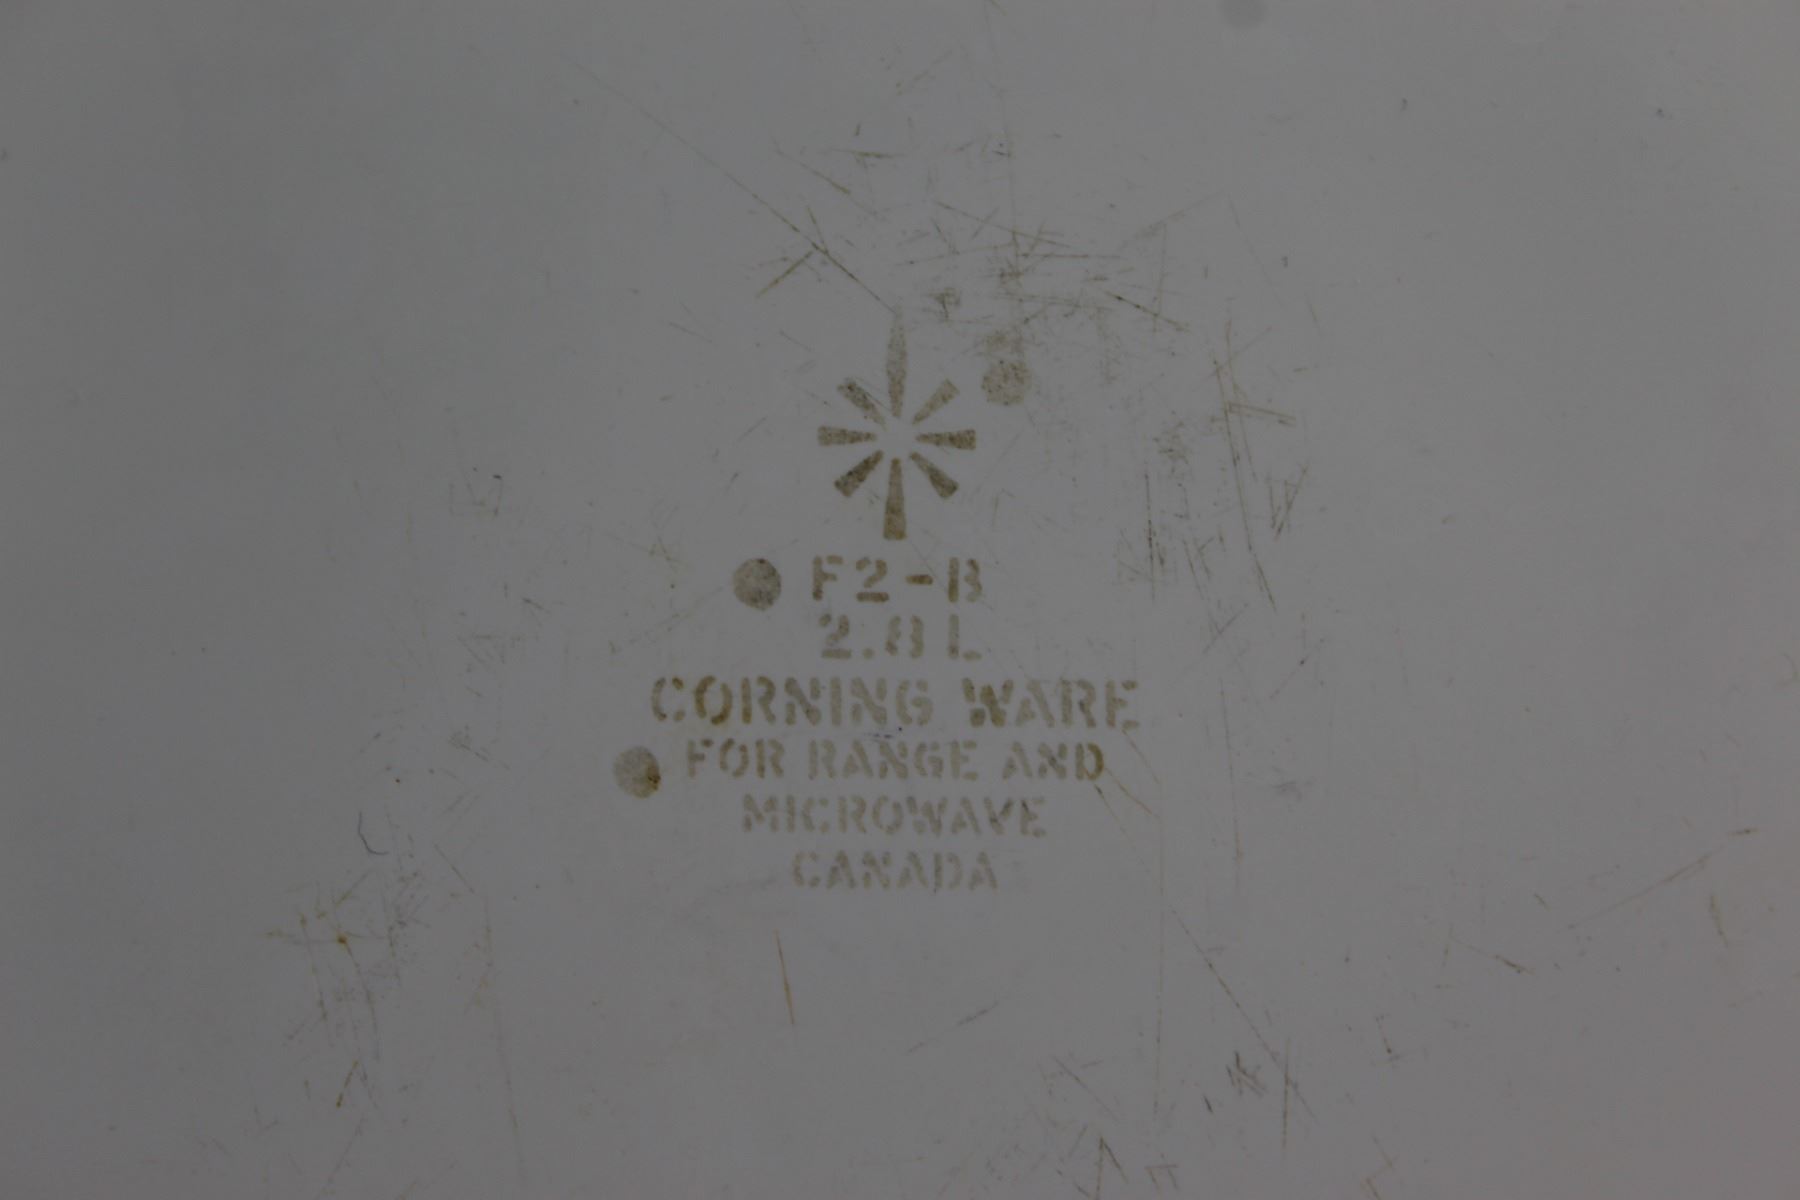 F2-B
2.8 L
CORNING WARE
FOR RANGE AND
MICROWAVE
CANADA